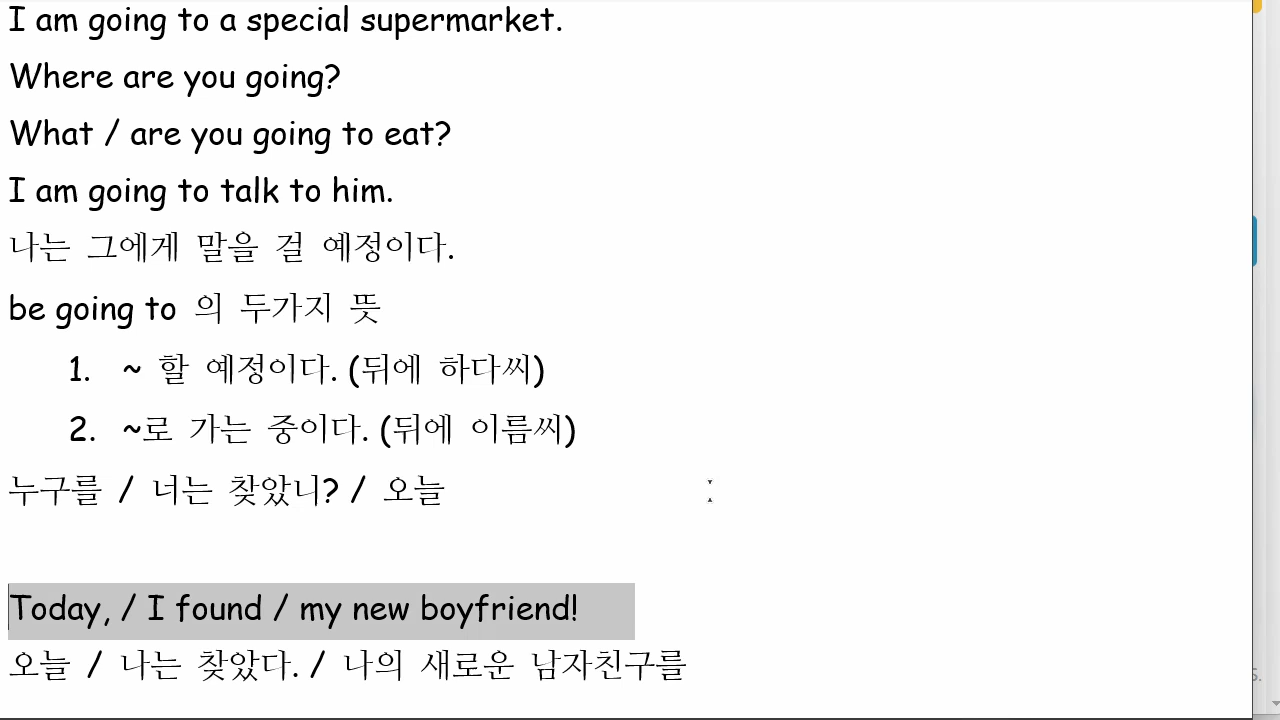 I am going to a special supermarket.
Where are you going?
What / are you going to eat?
I am going to talk to him.
나는 그에게 말을 걸 예정이다.
be going to 의 두가지 뜻
1. ~ 할 예정이다. (뒤에 하다씨)
2. ~로 가는 중이다. (뒤에 이름씨)
누구를 / 너는 찾았니? / 오늘
Today, / I found / my new boyfriend!
오늘 / 나는 찾았다. / 나의 새로운 남자친구를